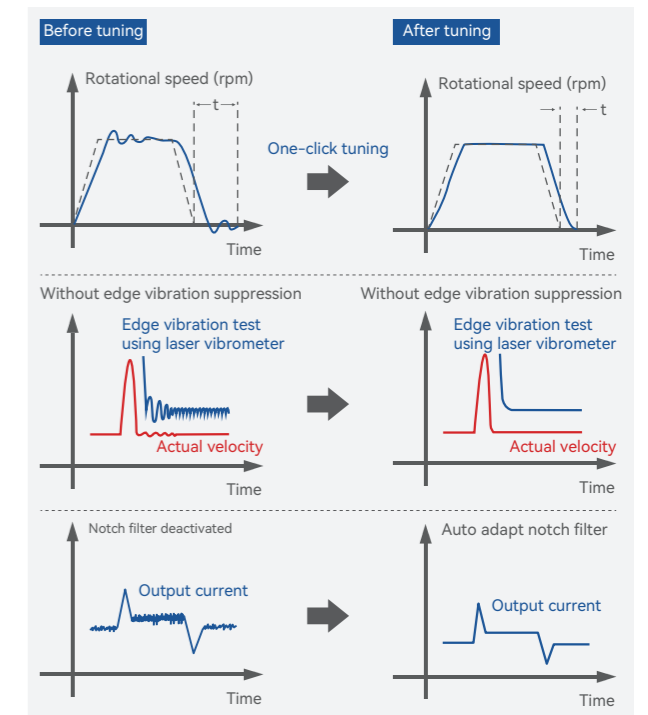 Before tuning
After tuning
Rotational speed (rpm)
Rotational speed (rpm)
t
t
One-click tuning
Time
Time
Without edge vibration suppression
Without edge vibration suppression
Edge vibration test
using laser vibrometer
Edge vibration test
using laser vibrometer
Actual velocity
Actual velocity
Time
Time
Notch filter deactivated
Auto adapt notch filter
Output current
Output current
Time
Time